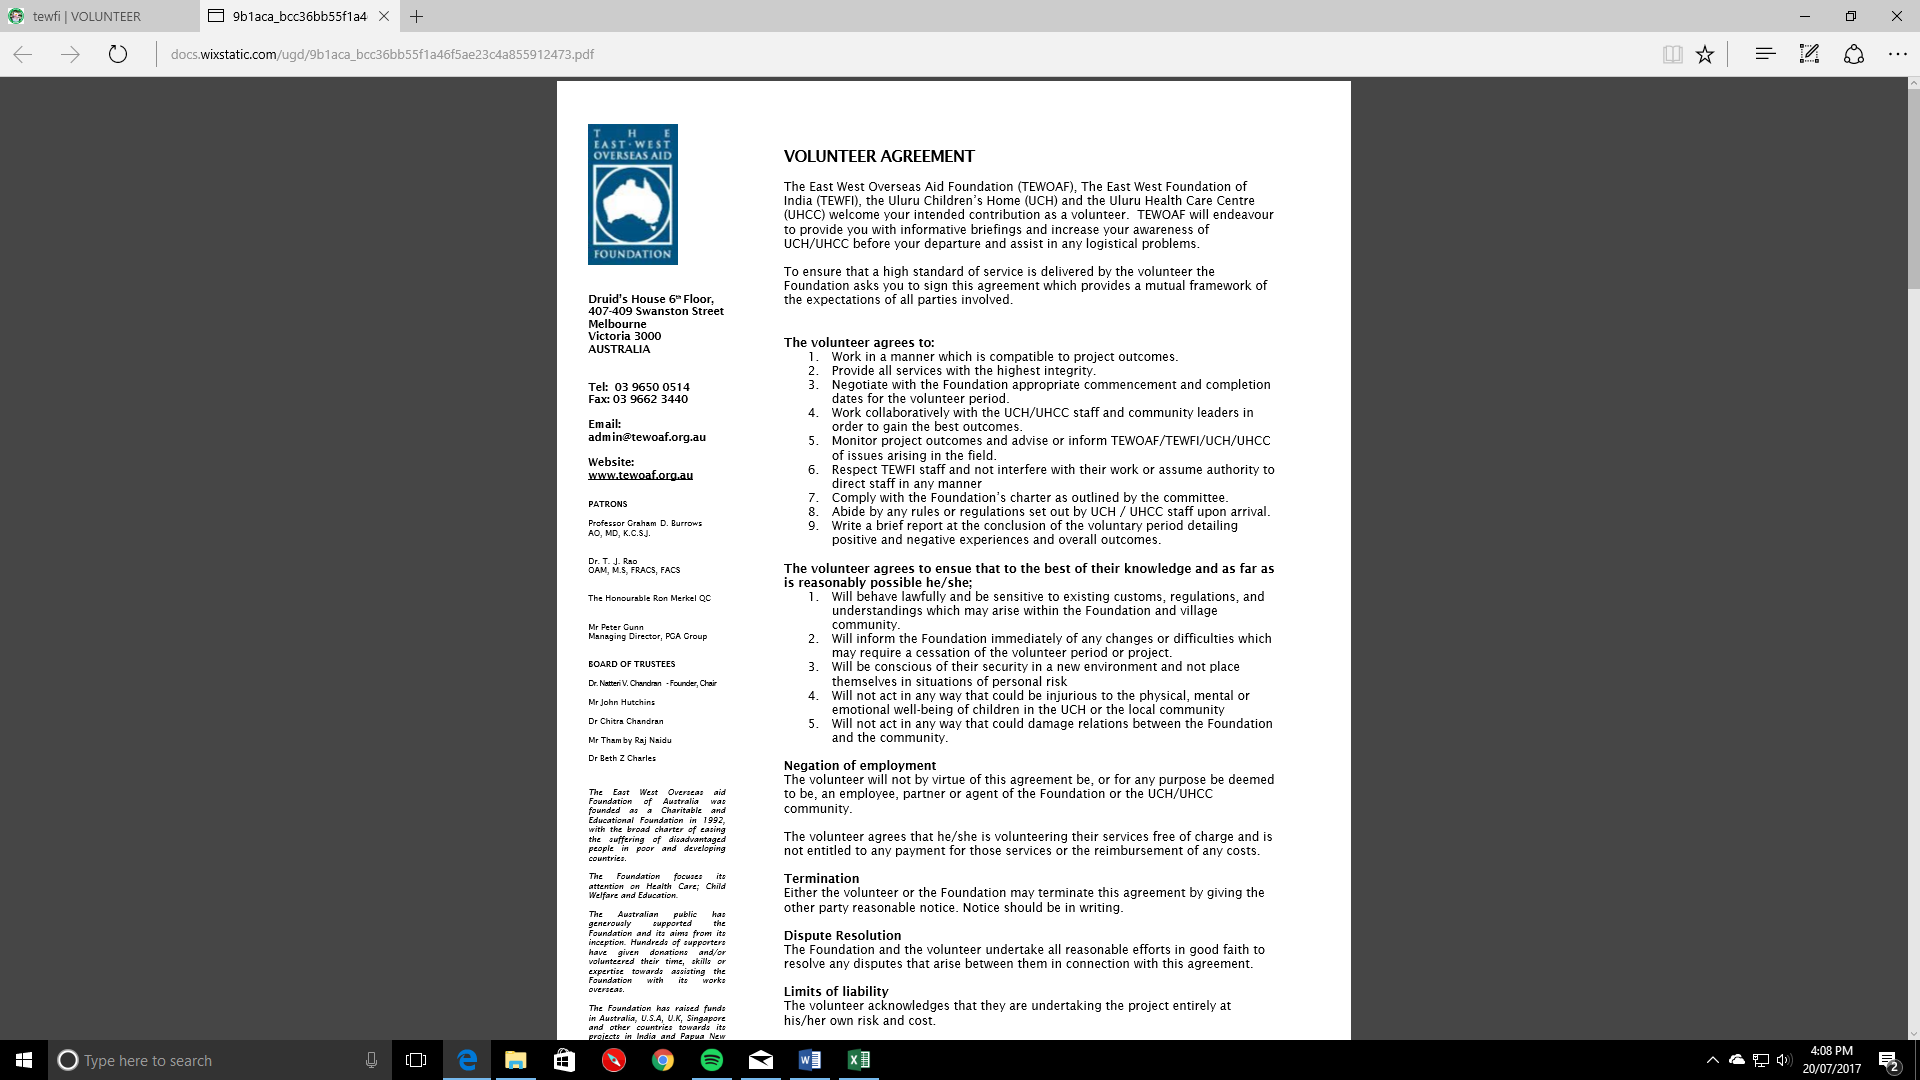 tewfi | VOLUNTEER
9b1aca_bcc36bb55f1a4
docs.wixstatic.com/ugd/9b1aca_bcc36bb55f1a46f5ae23c4a855912473.pdf
THE
EAST·WEST
OVERSEAS AID
FOUNDATION
Druid's House 6th Floor,
407-409 Swanston Street
Melbourne
Victoria 3000
AUSTRALIA
Tel: 03 9650 0514
Fax: 03 9662 3440
Email:
admin@tewoaf.org.au
Website:
www.tewoaf.org.au
PATRONS
Professor Graham D. Burrows
AO, MD, K.C.S.J.
Dr. T. .J. Rao
OAM, M.S, FRACS, FACS
The Honourable Ron Merkel QC
Mr Peter Gunn
Managing Director, PGA Group
BOARD OF TRUSTEES
Dr. Natteri V. Chandran - Founder, Chair
Mr John Hutchins
Dr Chitra Chandran
Mr Thamby Raj Naidu
Dr Beth Z Charles
The East West Overseas aid
Foundation of Australia was
founded as a Charitable and
Educational Foundation in 1992,
with the broad charter of easing
the suffering of disadvantaged
people in poor and developing
countries.
The Foundation focuses its
attention on Health Care; Child
Welfare and Education.
The Australian public has
generously supported the
Foundation and its aims from its
inception. Hundreds of supporters
have given donations and/or
volunteered their time, skills or
expertise towards assisting the
Foundation with its works
overseas.
The Foundation has raised funds
in Australia, U.S.A, U.K, Singapore
and other countries towards its
projects in India and Papua New
VOLUNTEER AGREEMENT
The East West Overseas Aid Foundation (TEWOAF), The East West Foundation of
India (TEWFI), the Uluru Children's Home (UCH) and the Uluru Health Care Centre
(UHCC) welcome your intended contribution as a volunteer. TEWOAF will endeavour
to provide you with informative briefings and increase your awareness of
UCH/UHCC before your departure and assist in any logistical problems.
To ensure that a high standard of service is delivered by the volunteer the
Foundation asks you to sign this agreement which provides a mutual framework of
the expectations of all parties involved.
The volunteer agrees to:
1. Work in a manner which is compatible to project outcomes.
2. Provide all services with the highest integrity.
3. Negotiate with the Foundation appropriate commencement and completion
dates for the volunteer period.
4. Work collaboratively with the UCH/UHCC staff and community leaders in
order to gain the best outcomes.
5. Monitor project outcomes and advise or inform TEWOAF/TEWFI/UCH/UHCC
of issues arising in the field.
6. Respect TEWFI staff and not interfere with their work or assume authority to
direct staff in any manner
7. Comply with the Foundation's charter as outlined by the committee.
8. Abide by any rules or regulations set out by UCH / UHCC staff upon arrival.
9. Write a brief report at the conclusion of the voluntary period detailing
positive and negative experiences and overall outcomes.
The volunteer agrees to ensue that to the best of their knowledge and as far as
is reasonably possible he/she;
1. Will behave lawfully and be sensitive to existing customs, regulations, and
understandings which may arise within the Foundation and village
community.
2. Will inform the Foundation immediately of any changes or difficulties which
may require a cessation of the volunteer period or project.
3. Will be conscious of their security in a new environment and not place
themselves in situations of personal risk
4. Will not act in any way that could be injurious to the physical, mental or
emotional well-being of children in the UCH or the local community
5. Will not act in any way that could damage relations between the Foundation
and the community.
Negation of employment
The volunteer will not by virtue of this agreement be, or for any purpose be deemed
to be, an employee, partner or agent of the Foundation or the UCH/UHCC
community.
The volunteer agrees that he/she is volunteering their services free of charge and is
not entitled to any payment for those services or the reimbursement of any costs.
Termination
Either the volunteer or the Foundation may terminate this agreement by giving the
other party reasonable notice. Notice should be in writing.
Dispute Resolution
The Foundation and the volunteer undertake all reasonable efforts in good faith to
resolve any disputes that arise between them in connection with this agreement.
Limits of liability
The volunteer acknowledges that they are undertaking the project entirely at
his/her own risk and cost.
Type here to search
4:08 PM
20/07/2017
2